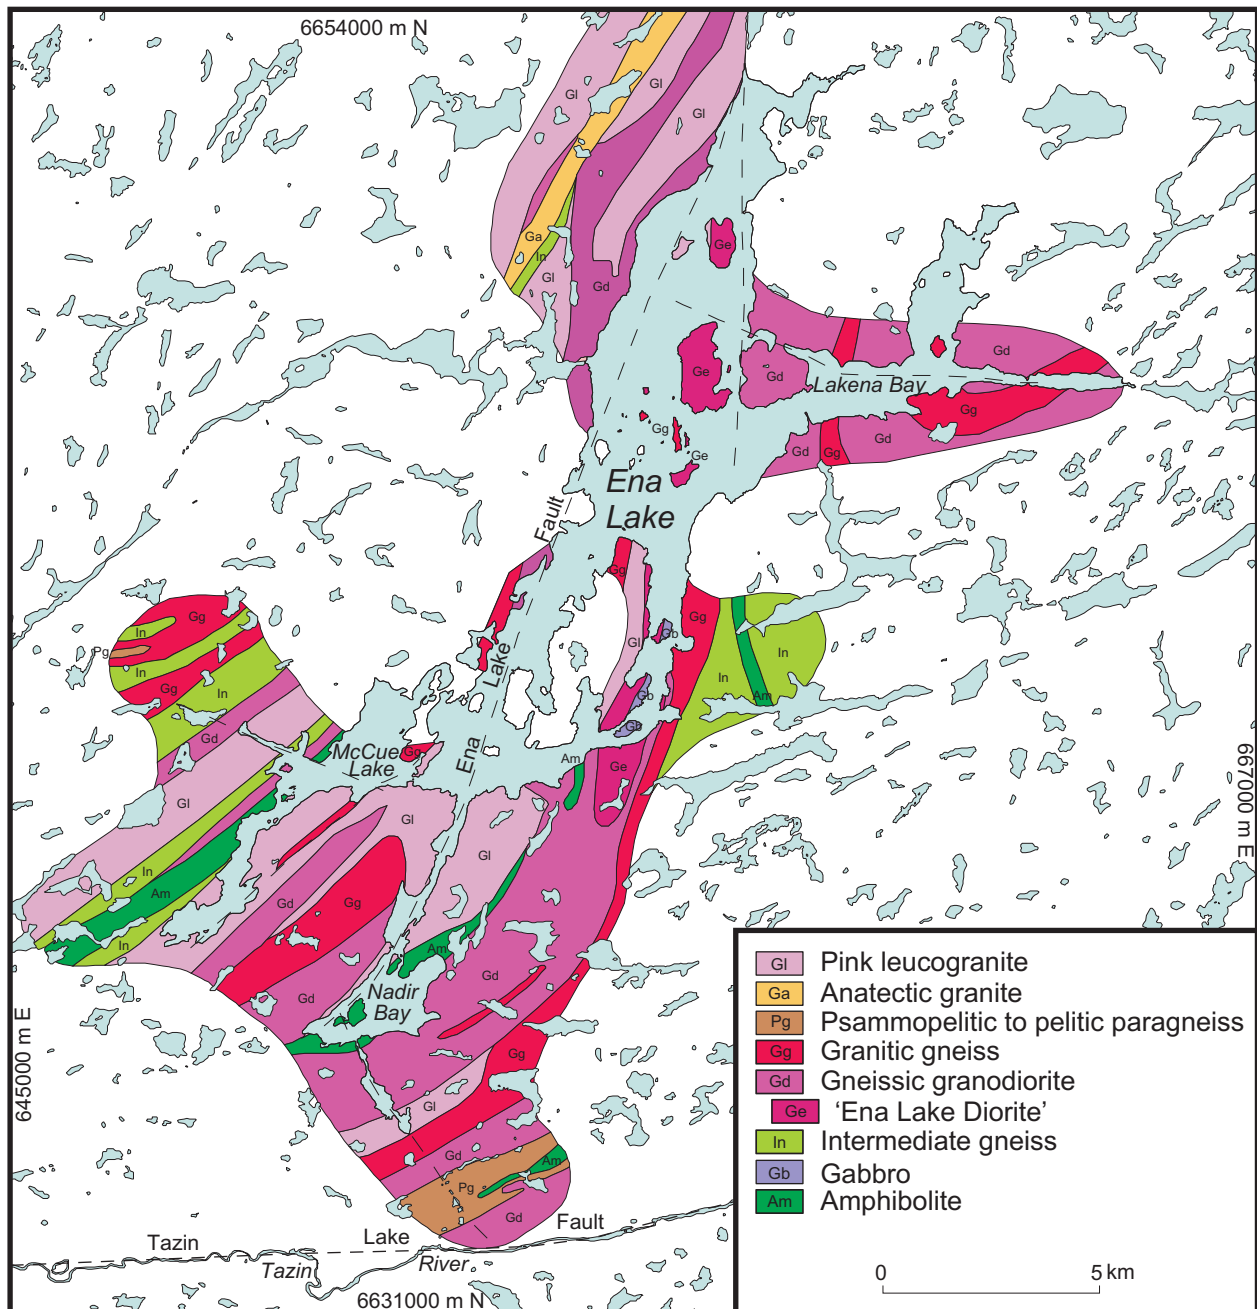 6654000 m N
Gl
Gl
Gl
Ga
In
Gl
Gd
Ge
Ge
Gd
Gd
Lakena Bay
Gg
Gg
Ge
Gd
Gg
Gd
Ena
Lake
Fault
Lake
Ena
Gg
Gl
Gb
Gb
Gb
Gg
In
In
Am
Gg
In
Pg
In
Gg
In
Gd
McCue
Lake
Gg
Am
Ge
Gl
Gl
Gl
In
Am
In
Gd
Gg
Am
Gd
Gd
Nadir
Bay
Gg
Gl
Gd
Am
Pg
Gd
645000 m E
667000 m E
Tazin
Lake
Fault
Tazin
River
6631000 m N
Gl Pink leucogranite
Ga Anatectic granite
Pg Psammopelitic to pelitic paragneiss
Gg Granitic gneiss
Gd Gneissic granodiorite
Ge ‘Ena Lake Diorite’
In Intermediate gneiss
Gb Gabbro
Am Amphibolite
0 5 km